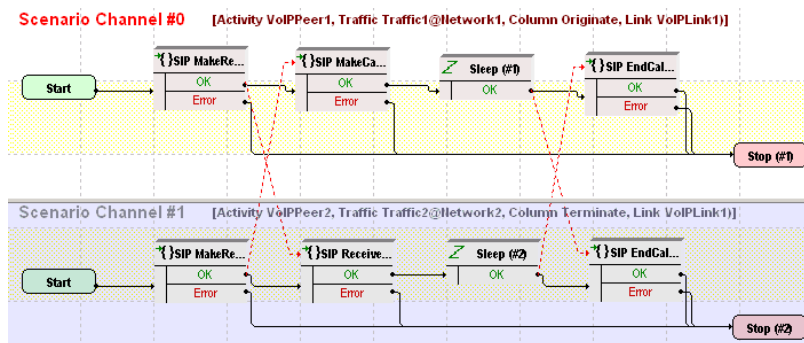 Scenario Channel #0 [Activity VoIPPeer1, Traffic Traffic1@Network1, Column Originate, Link VoIPLink1)]
{}SIP MakeRe... {}SIP MakeCa... Sleep (#1) {}SIP EndCal...
Start OK OK OK OK
Error Error Error
Stop (#1)
Scenario Channel #1 [Activity VoIPPeer2, Traffic Traffic2@Network2, Column Terminate, Link VoIPLink1)]
{}SIP MakeRe... {}SIP Receive... Sleep (#2) {}SIP EndCal...
Start OK OK OK OK
Error Error Error
Stop (#2)